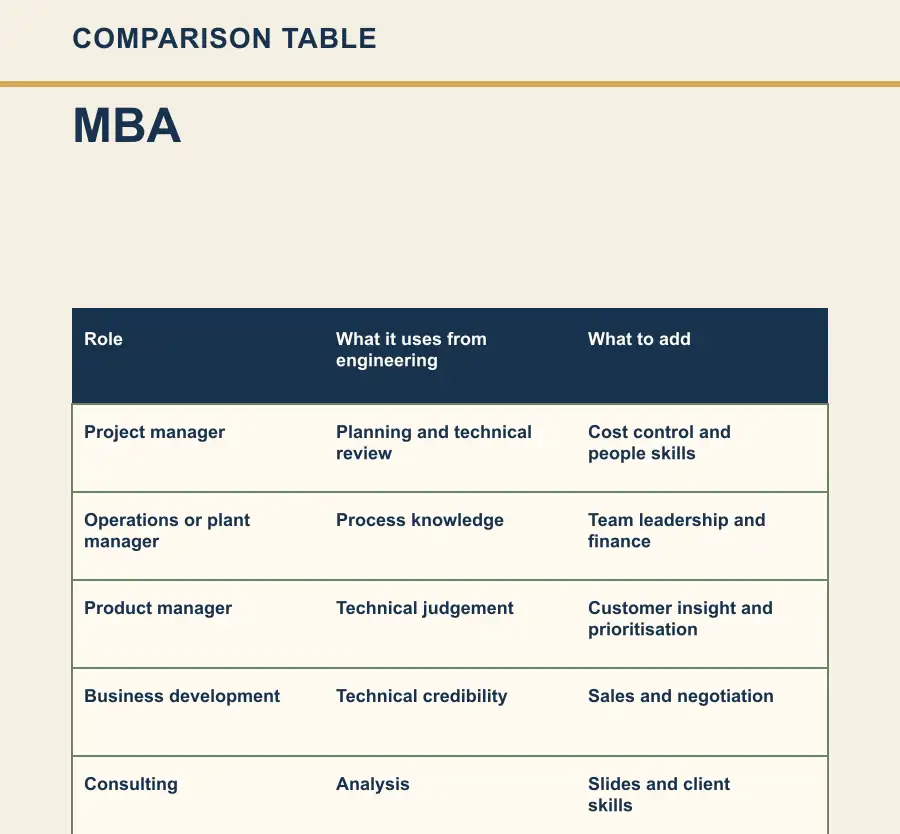 COMPARISON TABLE
MBA
Role
What it uses from
engineering
What to add
Project manager
Planning and technical
review
Cost control and
people skills
Operations or plant
manager
Process knowledge
Team leadership and
finance
Product manager
Technical judgement
Customer insight and
prioritisation
Business development
Technical credibility
Sales and negotiation
Consulting
Analysis
Slides and client
skills